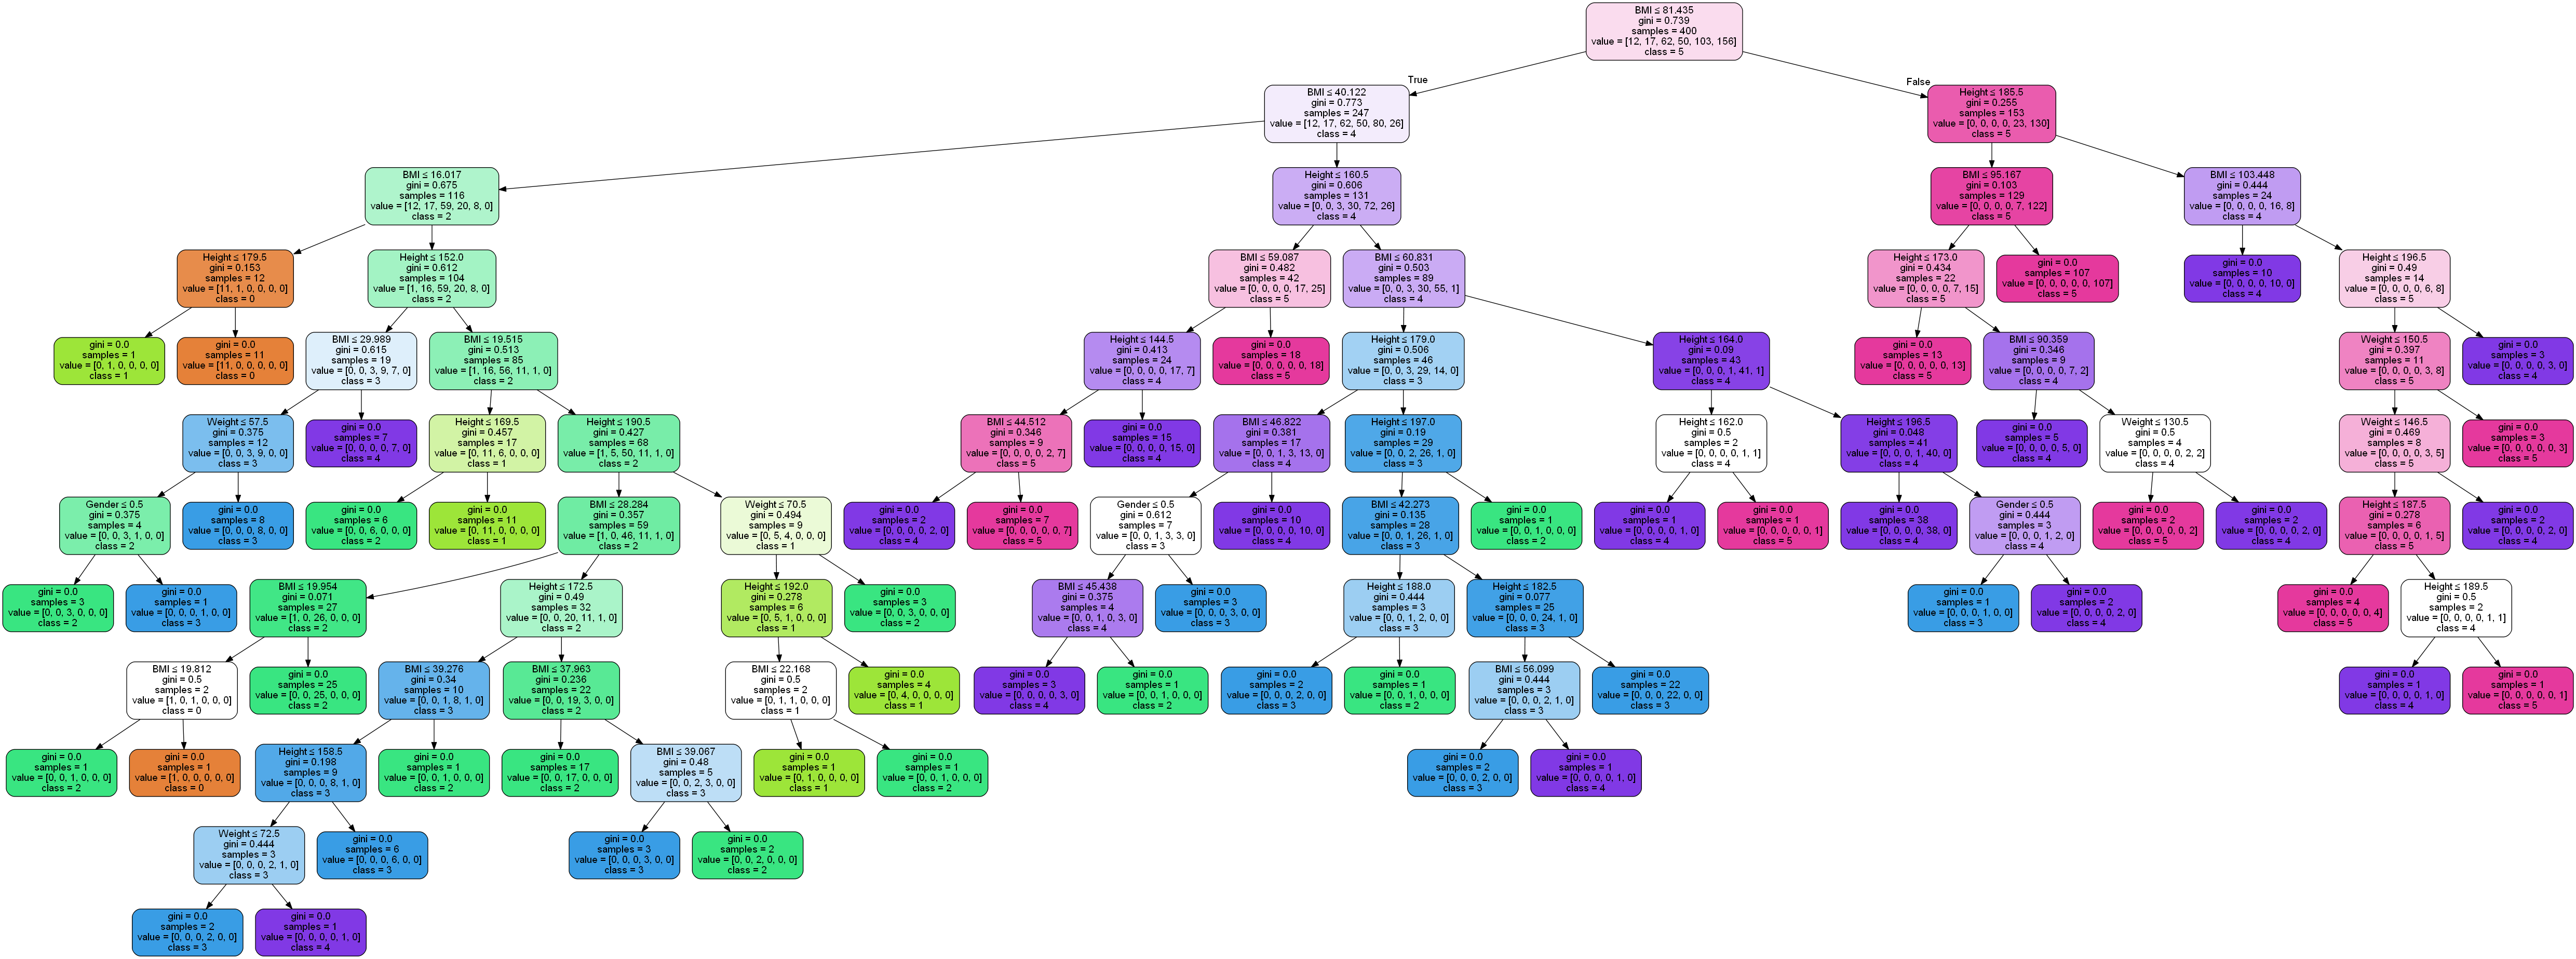 BMI ≤ 81.435
gini = 0.739
samples = 400
value = [12, 17, 62, 50, 103, 156]
class = 5
True
False
BMI ≤ 40.122
gini = 0.773
samples = 247
value = [12, 17, 62, 50, 80, 26]
class = 4
Height ≤ 185.5
gini = 0.255
samples = 153
value = [0, 0, 0, 0, 23, 130]
class = 5
BMI ≤ 16.017
gini = 0.675
samples = 116
value = [12, 17, 59, 20, 8, 0]
class = 2
Height ≤ 160.5
gini = 0.606
samples = 131
value = [0, 0, 3, 30, 72, 26]
class = 4
BMI ≤ 95.167
gini = 0.103
samples = 129
value = [0, 0, 0, 0, 7, 122]
class = 5
BMI ≤ 103.448
gini = 0.444
samples = 24
value = [0, 0, 0, 0, 16, 8]
class = 4
Height ≤ 179.5
gini = 0.153
samples = 12
value = [11, 1, 0, 0, 0, 0]
class = 0
Height ≤ 152.0
gini = 0.612
samples = 104
value = [1, 16, 59, 20, 8, 0]
class = 2
BMI ≤ 59.087
gini = 0.482
samples = 42
value = [0, 0, 0, 0, 17, 25]
class = 5
BMI ≤ 60.831
gini = 0.503
samples = 89
value = [0, 0, 3, 30, 55, 1]
class = 4
Height ≤ 173.0
gini = 0.434
samples = 22
value = [0, 0, 0, 0, 7, 15]
class = 5
gini = 0.0
samples = 107
value = [0, 0, 0, 0, 0, 107]
class = 5
gini = 0.0
samples = 10
value = [0, 0, 0, 0, 10, 0]
class = 4
Height ≤ 196.5
gini = 0.49
samples = 14
value = [0, 0, 0, 0, 6, 8]
class = 5
gini = 0.0
samples = 1
value = [0, 1, 0, 0, 0, 0]
class = 1
gini = 0.0
samples = 11
value = [11, 0, 0, 0, 0, 0]
class = 0
BMI ≤ 29.989
gini = 0.615
samples = 19
value = [0, 0, 3, 9, 7, 0]
class = 3
BMI ≤ 19.515
gini = 0.513
samples = 85
value = [1, 16, 56, 11, 1, 0]
class = 2
Height ≤ 144.5
gini = 0.413
samples = 24
value = [0, 0, 0, 0, 17, 7]
class = 4
gini = 0.0
samples = 18
value = [0, 0, 0, 0, 0, 18]
class = 5
Height ≤ 179.0
gini = 0.506
samples = 46
value = [0, 0, 3, 29, 14, 0]
class = 3
Height ≤ 164.0
gini = 0.09
samples = 43
value = [0, 0, 0, 1, 41, 1]
class = 4
gini = 0.0
samples = 13
value = [0, 0, 0, 0, 0, 13]
class = 5
BMI ≤ 90.359
gini = 0.346
samples = 9
value = [0, 0, 0, 0, 7, 2]
class = 4
Weight ≤ 150.5
gini = 0.397
samples = 11
value = [0, 0, 0, 0, 3, 8]
class = 5
gini = 0.0
samples = 3
value = [0, 0, 0, 0, 3, 0]
class = 4
Weight ≤ 57.5
gini = 0.375
samples = 12
value = [0, 0, 3, 9, 0, 0]
class = 3
gini = 0.0
samples = 7
value = [0, 0, 0, 0, 7, 0]
class = 4
Height ≤ 169.5
gini = 0.457
samples = 17
value = [0, 11, 6, 0, 0, 0]
class = 1
Height ≤ 190.5
gini = 0.427
samples = 68
value = [1, 5, 50, 11, 1, 0]
class = 2
BMI ≤ 44.512
gini = 0.346
samples = 9
value = [0, 0, 0, 0, 2, 7]
class = 5
gini = 0.0
samples = 15
value = [0, 0, 0, 0, 15, 0]
class = 4
BMI ≤ 46.822
gini = 0.381
samples = 17
value = [0, 0, 1, 3, 13, 0]
class = 4
Height ≤ 197.0
gini = 0.19
samples = 29
value = [0, 0, 2, 26, 1, 0]
class = 3
Height ≤ 162.0
gini = 0.5
samples = 2
value = [0, 0, 0, 0, 1, 1]
class = 4
Height ≤ 196.5
gini = 0.048
samples = 41
value = [0, 0, 0, 1, 40, 0]
class = 4
gini = 0.0
samples = 5
value = [0, 0, 0, 0, 5, 0]
class = 4
Weight ≤ 130.5
gini = 0.5
samples = 4
value = [0, 0, 0, 0, 2, 2]
class = 4
Weight ≤ 146.5
gini = 0.469
samples = 8
value = [0, 0, 0, 0, 3, 5]
class = 5
gini = 0.0
samples = 3
value = [0, 0, 0, 0, 0, 3]
class = 5
Gender ≤ 0.5
gini = 0.375
samples = 4
value = [0, 0, 3, 1, 0, 0]
class = 2
gini = 0.0
samples = 8
value = [0, 0, 0, 8, 0, 0]
class = 3
gini = 0.0
samples = 6
value = [0, 0, 6, 0, 0, 0]
class = 2
gini = 0.0
samples = 11
value = [0, 11, 0, 0, 0, 0]
class = 1
BMI ≤ 28.284
gini = 0.357
samples = 59
value = [1, 0, 46, 11, 1, 0]
class = 2
Weight ≤ 70.5
gini = 0.494
samples = 9
value = [0, 5, 4, 0, 0, 0]
class = 1
gini = 0.0
samples = 2
value = [0, 0, 0, 0, 2, 0]
class = 4
gini = 0.0
samples = 7
value = [0, 0, 0, 0, 0, 7]
class = 5
Gender ≤ 0.5
gini = 0.612
samples = 7
value = [0, 0, 1, 3, 3, 0]
class = 3
gini = 0.0
samples = 10
value = [0, 0, 0, 0, 10, 0]
class = 4
BMI ≤ 42.273
gini = 0.135
samples = 28
value = [0, 0, 1, 26, 1, 0]
class = 3
gini = 0.0
samples = 1
value = [0, 0, 1, 0, 0, 0]
class = 2
gini = 0.0
samples = 1
value = [0, 0, 0, 0, 1, 0]
class = 4
gini = 0.0
samples = 1
value = [0, 0, 0, 0, 0, 1]
class = 5
gini = 0.0
samples = 38
value = [0, 0, 0, 0, 38, 0]
class = 4
Gender ≤ 0.5
gini = 0.444
samples = 3
value = [0, 0, 0, 1, 2, 0]
class = 4
gini = 0.0
samples = 2
value = [0, 0, 0, 0, 0, 2]
class = 5
gini = 0.0
samples = 2
value = [0, 0, 0, 0, 2, 0]
class = 4
Height ≤ 187.5
gini = 0.278
samples = 6
value = [0, 0, 0, 0, 1, 5]
class = 5
gini = 0.0
samples = 2
value = [0, 0, 0, 0, 2, 0]
class = 4
gini = 0.0
samples = 3
value = [0, 0, 3, 0, 0, 0]
class = 2
gini = 0.0
samples = 1
value = [0, 0, 0, 1, 0, 0]
class = 3
BMI ≤ 19.954
gini = 0.071
samples = 27
value = [1, 0, 26, 0, 0, 0]
class = 2
Height ≤ 172.5
gini = 0.49
samples = 32
value = [0, 0, 20, 11, 1, 0]
class = 2
Height ≤ 192.0
gini = 0.278
samples = 6
value = [0, 5, 1, 0, 0, 0]
class = 1
gini = 0.0
samples = 3
value = [0, 0, 3, 0, 0, 0]
class = 2
BMI ≤ 45.438
gini = 0.375
samples = 4
value = [0, 0, 1, 0, 3, 0]
class = 4
gini = 0.0
samples = 3
value = [0, 0, 0, 3, 0, 0]
class = 3
Height ≤ 188.0
gini = 0.444
samples = 3
value = [0, 0, 1, 2, 0, 0]
class = 3
Height ≤ 182.5
gini = 0.077
samples = 25
value = [0, 0, 0, 24, 1, 0]
class = 3
gini = 0.0
samples = 1
value = [0, 0, 0, 1, 0, 0]
class = 3
gini = 0.0
samples = 2
value = [0, 0, 0, 0, 2, 0]
class = 4
gini = 0.0
samples = 4
value = [0, 0, 0, 0, 0, 4]
class = 5
Height ≤ 189.5
gini = 0.5
samples = 2
value = [0, 0, 0, 0, 1, 1]
class = 4
BMI ≤ 19.812
gini = 0.5
samples = 2
value = [1, 0, 1, 0, 0, 0]
class = 0
gini = 0.0
samples = 25
value = [0, 0, 25, 0, 0, 0]
class = 2
BMI ≤ 39.276
gini = 0.34
samples = 10
value = [0, 0, 1, 8, 1, 0]
class = 3
BMI ≤ 37.963
gini = 0.236
samples = 22
value = [0, 0, 19, 3, 0, 0]
class = 2
BMI ≤ 22.168
gini = 0.5
samples = 2
value = [0, 1, 1, 0, 0, 0]
class = 1
gini = 0.0
samples = 4
value = [0, 4, 0, 0, 0, 0]
class = 1
gini = 0.0
samples = 3
value = [0, 0, 0, 0, 3, 0]
class = 4
gini = 0.0
samples = 1
value = [0, 0, 1, 0, 0, 0]
class = 2
gini = 0.0
samples = 2
value = [0, 0, 0, 2, 0, 0]
class = 3
gini = 0.0
samples = 1
value = [0, 0, 1, 0, 0, 0]
class = 2
BMI ≤ 56.099
gini = 0.444
samples = 3
value = [0, 0, 0, 2, 1, 0]
class = 3
gini = 0.0
samples = 22
value = [0, 0, 0, 22, 0, 0]
class = 3
gini = 0.0
samples = 1
value = [0, 0, 0, 0, 1, 0]
class = 4
gini = 0.0
samples = 1
value = [0, 0, 0, 0, 0, 1]
class = 5
gini = 0.0
samples = 1
value = [0, 0, 1, 0, 0, 0]
class = 2
gini = 0.0
samples = 1
value = [1, 0, 0, 0, 0, 0]
class = 0
Height ≤ 158.5
gini = 0.198
samples = 9
value = [0, 0, 0, 8, 1, 0]
class = 3
gini = 0.0
samples = 1
value = [0, 0, 1, 0, 0, 0]
class = 2
gini = 0.0
samples = 17
value = [0, 0, 17, 0, 0, 0]
class = 2
BMI ≤ 39.067
gini = 0.48
samples = 5
value = [0, 0, 2, 3, 0, 0]
class = 3
gini = 0.0
samples = 1
value = [0, 1, 0, 0, 0, 0]
class = 1
gini = 0.0
samples = 1
value = [0, 0, 1, 0, 0, 0]
class = 2
gini = 0.0
samples = 2
value = [0, 0, 0, 2, 0, 0]
class = 3
gini = 0.0
samples = 1
value = [0, 0, 0, 0, 1, 0]
class = 4
Weight ≤ 72.5
gini = 0.444
samples = 3
value = [0, 0, 0, 2, 1, 0]
class = 3
gini = 0.0
samples = 6
value = [0, 0, 0, 6, 0, 0]
class = 3
gini = 0.0
samples = 3
value = [0, 0, 0, 3, 0, 0]
class = 3
gini = 0.0
samples = 2
value = [0, 0, 2, 0, 0, 0]
class = 2
gini = 0.0
samples = 2
value = [0, 0, 0, 2, 0, 0]
class = 3
gini = 0.0
samples = 1
value = [0, 0, 0, 0, 1, 0]
class = 4